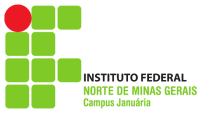 INSTITUTO FEDERAL
NORTE DE MINAS GERAIS
Campus Januária